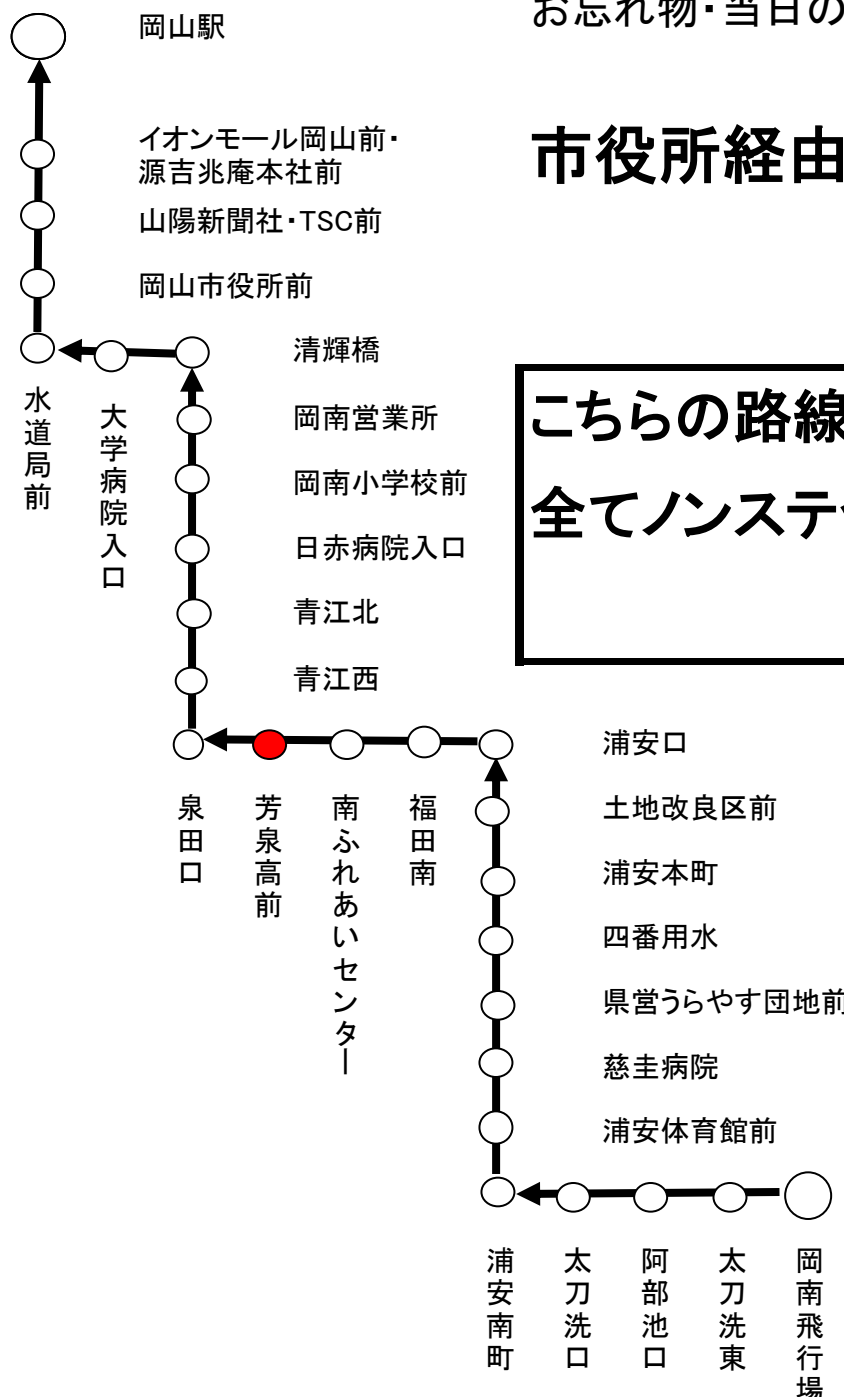 お忘れ物・当日の
岡山駅
イオンモール岡山前・
源吉兆庵本社前
市役所経由
山陽新聞社・TSC前
岡山市役所前
清輝橋
水道局前
大学病院入口
岡南営業所
こちらの路線
岡南小学校前
全てノンステ
日赤病院入口
青江北
青江西
浦安口
泉田口
芳泉高前
南ふれあいセンター
福田南
土地改良区前
浦安本町
四番用水
県営うらやす団地前
慈圭病院
浦安体育館前
浦安南町
太刀洗口
阿部池口
太刀洗東
岡南飛行場